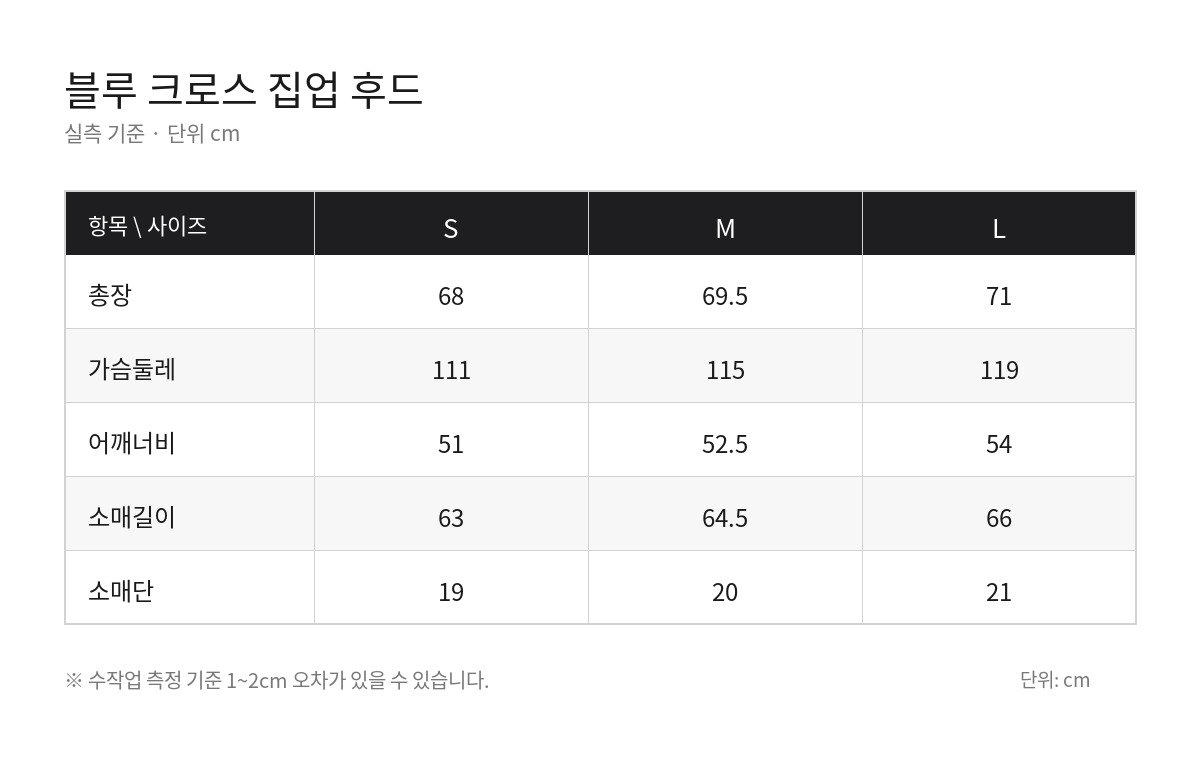 블루 크로스 집업 후드
실측 기준 · 단위 cm
항목 \ 사이즈 S M L
총장 68 69.5 71
가슴둘레 111 115 119
어깨너비 51 52.5 54
소매길이 63 64.5 66
소매단 19 20 21
※ 수작업 측정 기준 1~2cm 오차가 있을 수 있습니다. 단위: cm